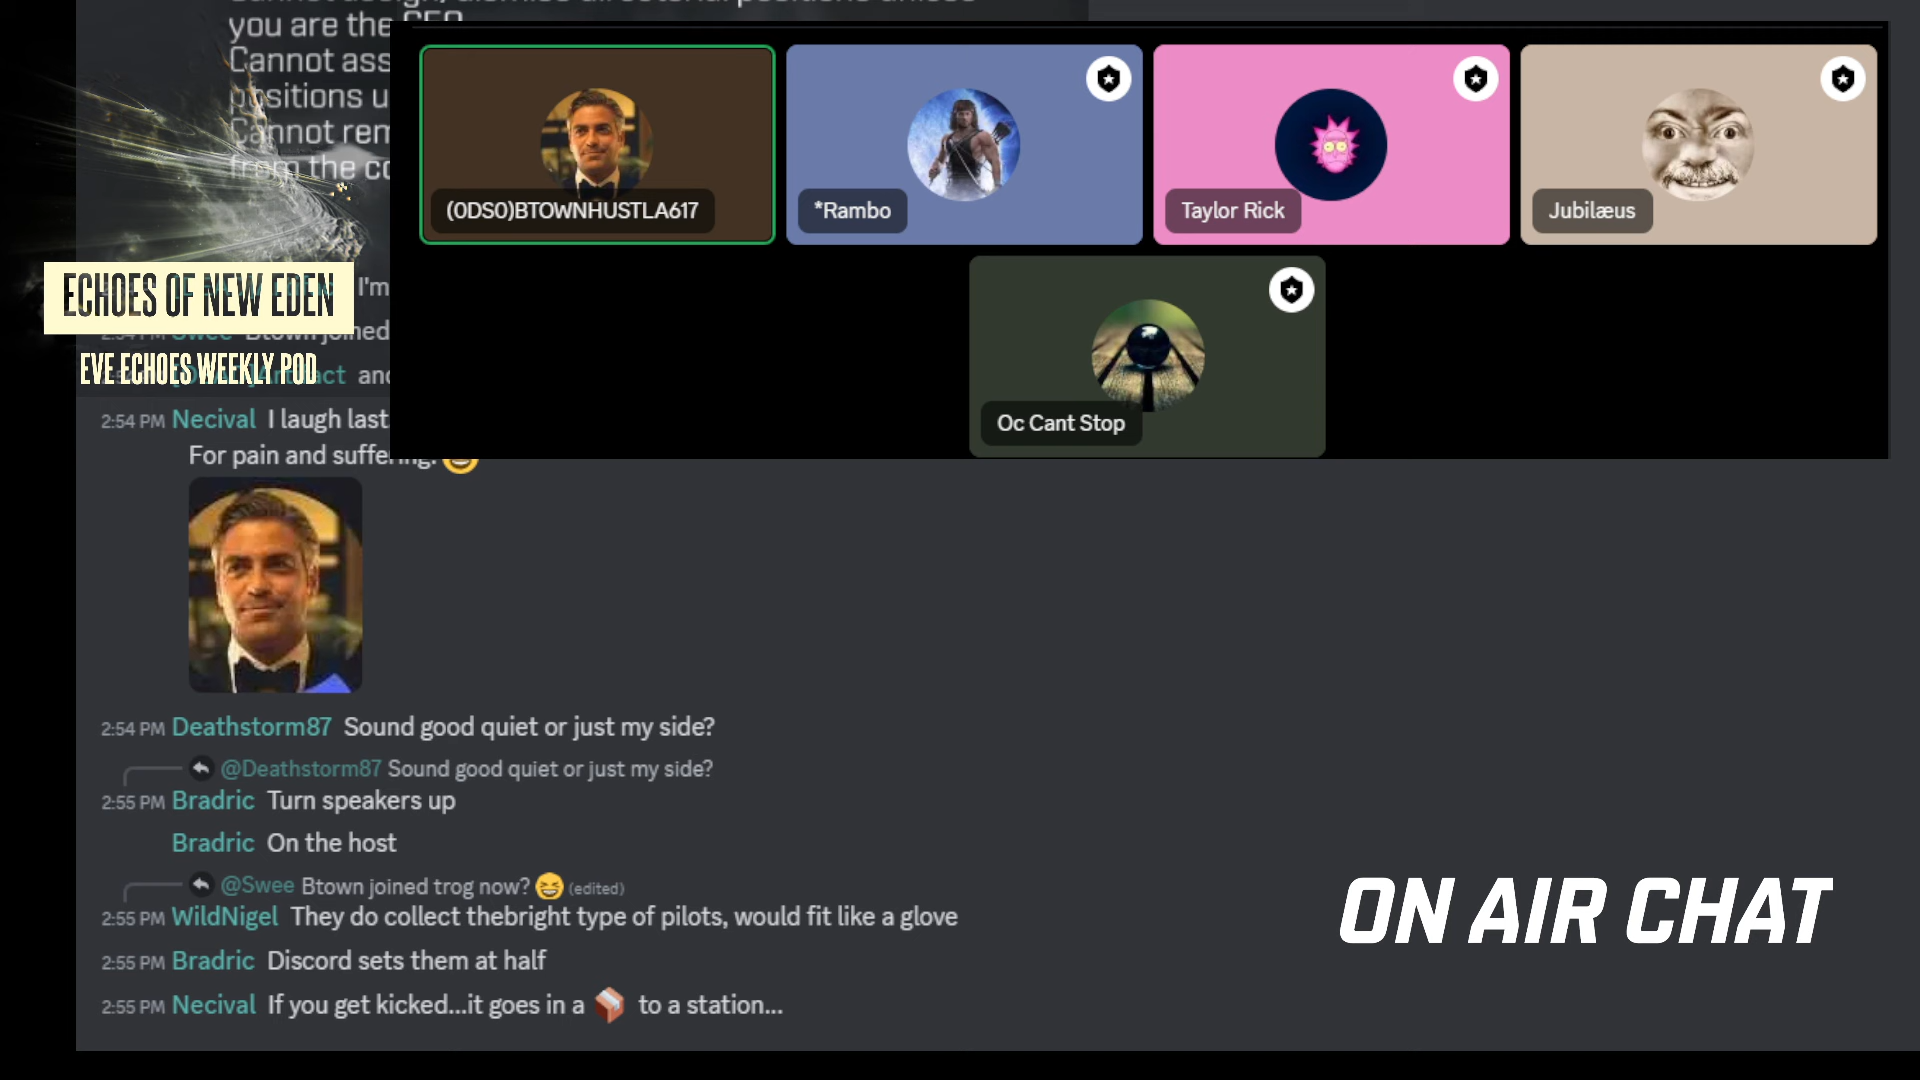 you are the CEO
Cannot ass
positions u
Cannot rem
from the co
(ODSO)BTOWNHUSTLA617
*Rambo
Taylor Rick
Jubilæus
Oc Cant Stop
ECHOES OF NEW EDEN
I'm
Swee Btown joined
EVE ECHOES WEEKLY POD
and
2:54 PM Necival I laugh last.
For pain and suffering. 😄
2:54 PM Deathstorm87 Sound good quiet or just my side?
@Deathstorm87 Sound good quiet or just my side?
2:55 PM Bradric Turn speakers up
Bradric On the host
@Swee Btown joined trog now? 😆 (edited)
2:55 PM WildNigel They do collect thebright type of pilots, would fit like a glove
2:55 PM Bradric Discord sets them at half
2:55 PM Necival If you get kicked...it goes in a 📦 to a station...
ON AIR CHAT